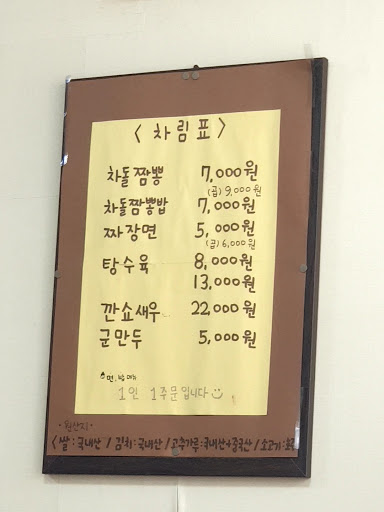 < 차림표 >
차돌짬뽕 7,000원
(곱) 9,000원
차돌짬뽕밥 7,000원
짜장면 5,000원
(곱) 6,000원
탕수육 8,000원
13,000원
깐쇼새우 22,000원
군만두 5,000원
면, 밥 메뉴
1인 1주문입니다
·원산지·
< 쌀 : 국내산 / 김치 : 국내산 / 고추가루 : 국내산+중국산 / 소고기 :